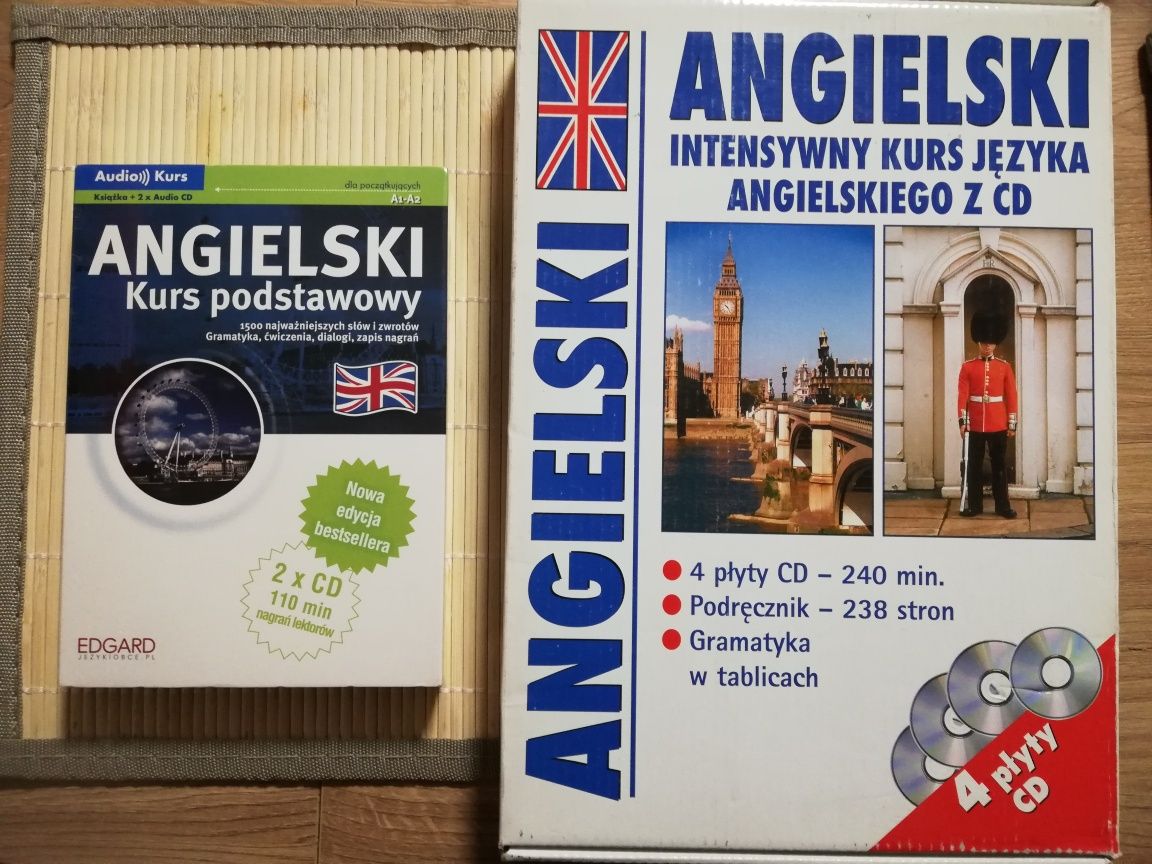 Audio))) Kurs
Książka + 2 x Audio CD
dla początkujących
A1-A2
ANGIELSKI
Kurs podstawowy
1500 najważniejszych słów i zwrotów
Gramatyka, ćwiczenia, dialogi, zapis nagrań
Nowa
edycja
bestsellera
2 x CD
110 min
nagrań lektorów
EDGARD
JEZYKIOBCE.PL
ANGIELSKI
ANGIELSKI
INTENSYWNY KURS JĘZYKA
ANGIELSKIEGO Z CD
4 płyty CD – 240 min.
Podręcznik – 238 stron
Gramatyka
w tablicach
4 płyty
CD